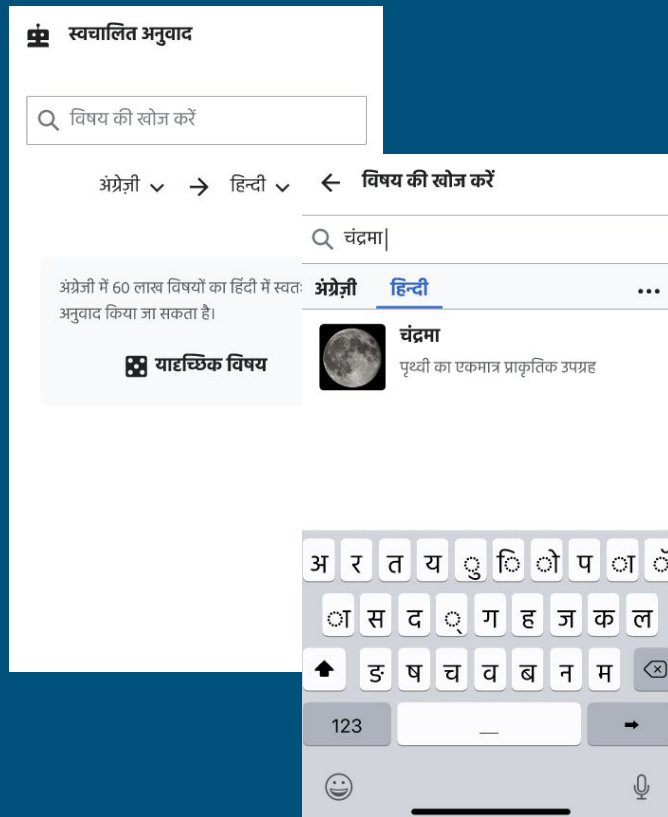 स्वचालित अनुवाद
विषय की खोज करें
अंग्रेज़ी → हिन्दी
अंग्रेजी में 60 लाख विषयों का हिंदी में स्वतः
अनुवाद किया जा सकता है।
यादृच्छिक विषय
← विषय की खोज करें
चंद्रमा
अंग्रेज़ी हिन्दी ...
चंद्रमा
पृथ्वी का एकमात्र प्राकृतिक उपग्रह
अ र त य ु ि ो प ा ॅ
ा स द ् ग ह ज क ल
ङ ष च व ब न म
123